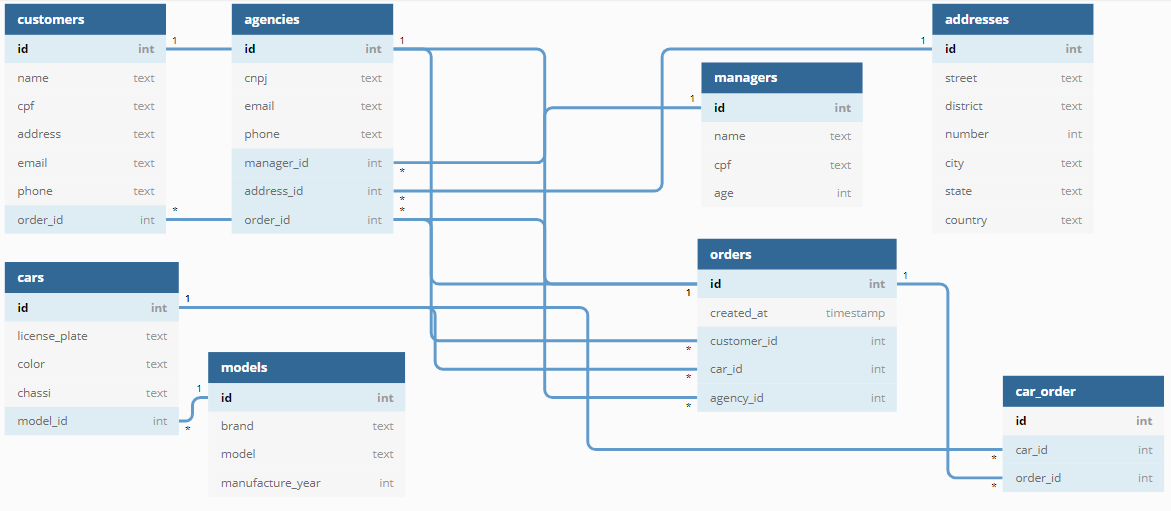 customers
id int
name text
cpf text
address text
email text
phone text
order_id int
agencies
id int
cnpj text
email text
phone text
manager_id int
address_id int
order_id int
managers
id int
name text
cpf text
age int
addresses
id int
street text
district text
number int
city text
state text
country text
cars
id int
license_plate text
color text
chassi text
model_id int
models
id int
brand text
model text
manufacture_year int
orders
id int
created_at timestamp
customer_id int
car_id int
agency_id int
car_order
id int
car_id int
order_id int
1
1
1
1
*
*
*
*
1
1
1
1
*
*
*
*
*
*